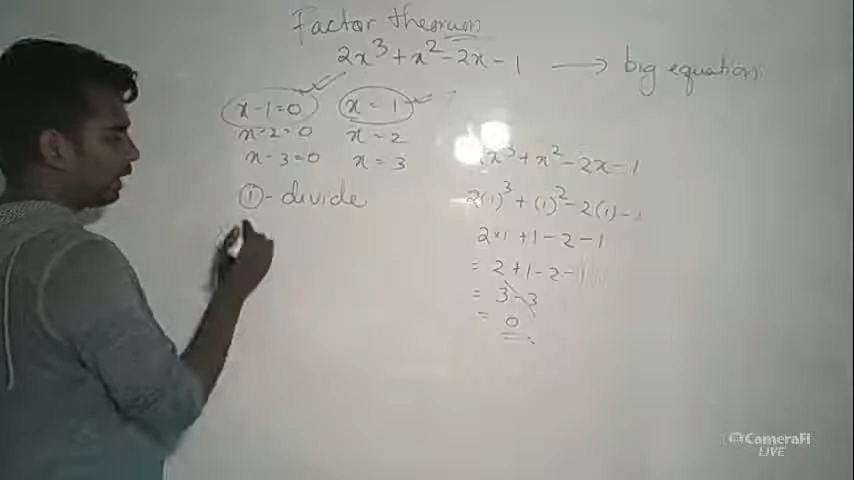 Factor theorum
2x³ + x² - 2x - 1 → big equation
x - 1 = 0 x = 1
x - 2 = 0 x = 2
x - 3 = 0 x = 3
① - divide
x³ + x² - 2x - 1
2(1)³ + (1)² - 2(1) - 1
2×1 + 1 - 2 - 1
= 2 + 1 - 2 - 1
= 3 - 3
= 0
CameraFi
LIVE